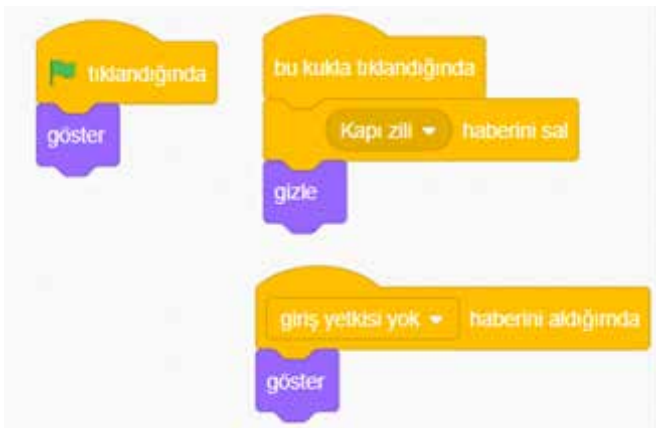 tıklandığında
göster
bu kukla tıklandığında
Kapı zili haberini sal
gizle
giriş yetkisi yok haberini aldığımda
göster